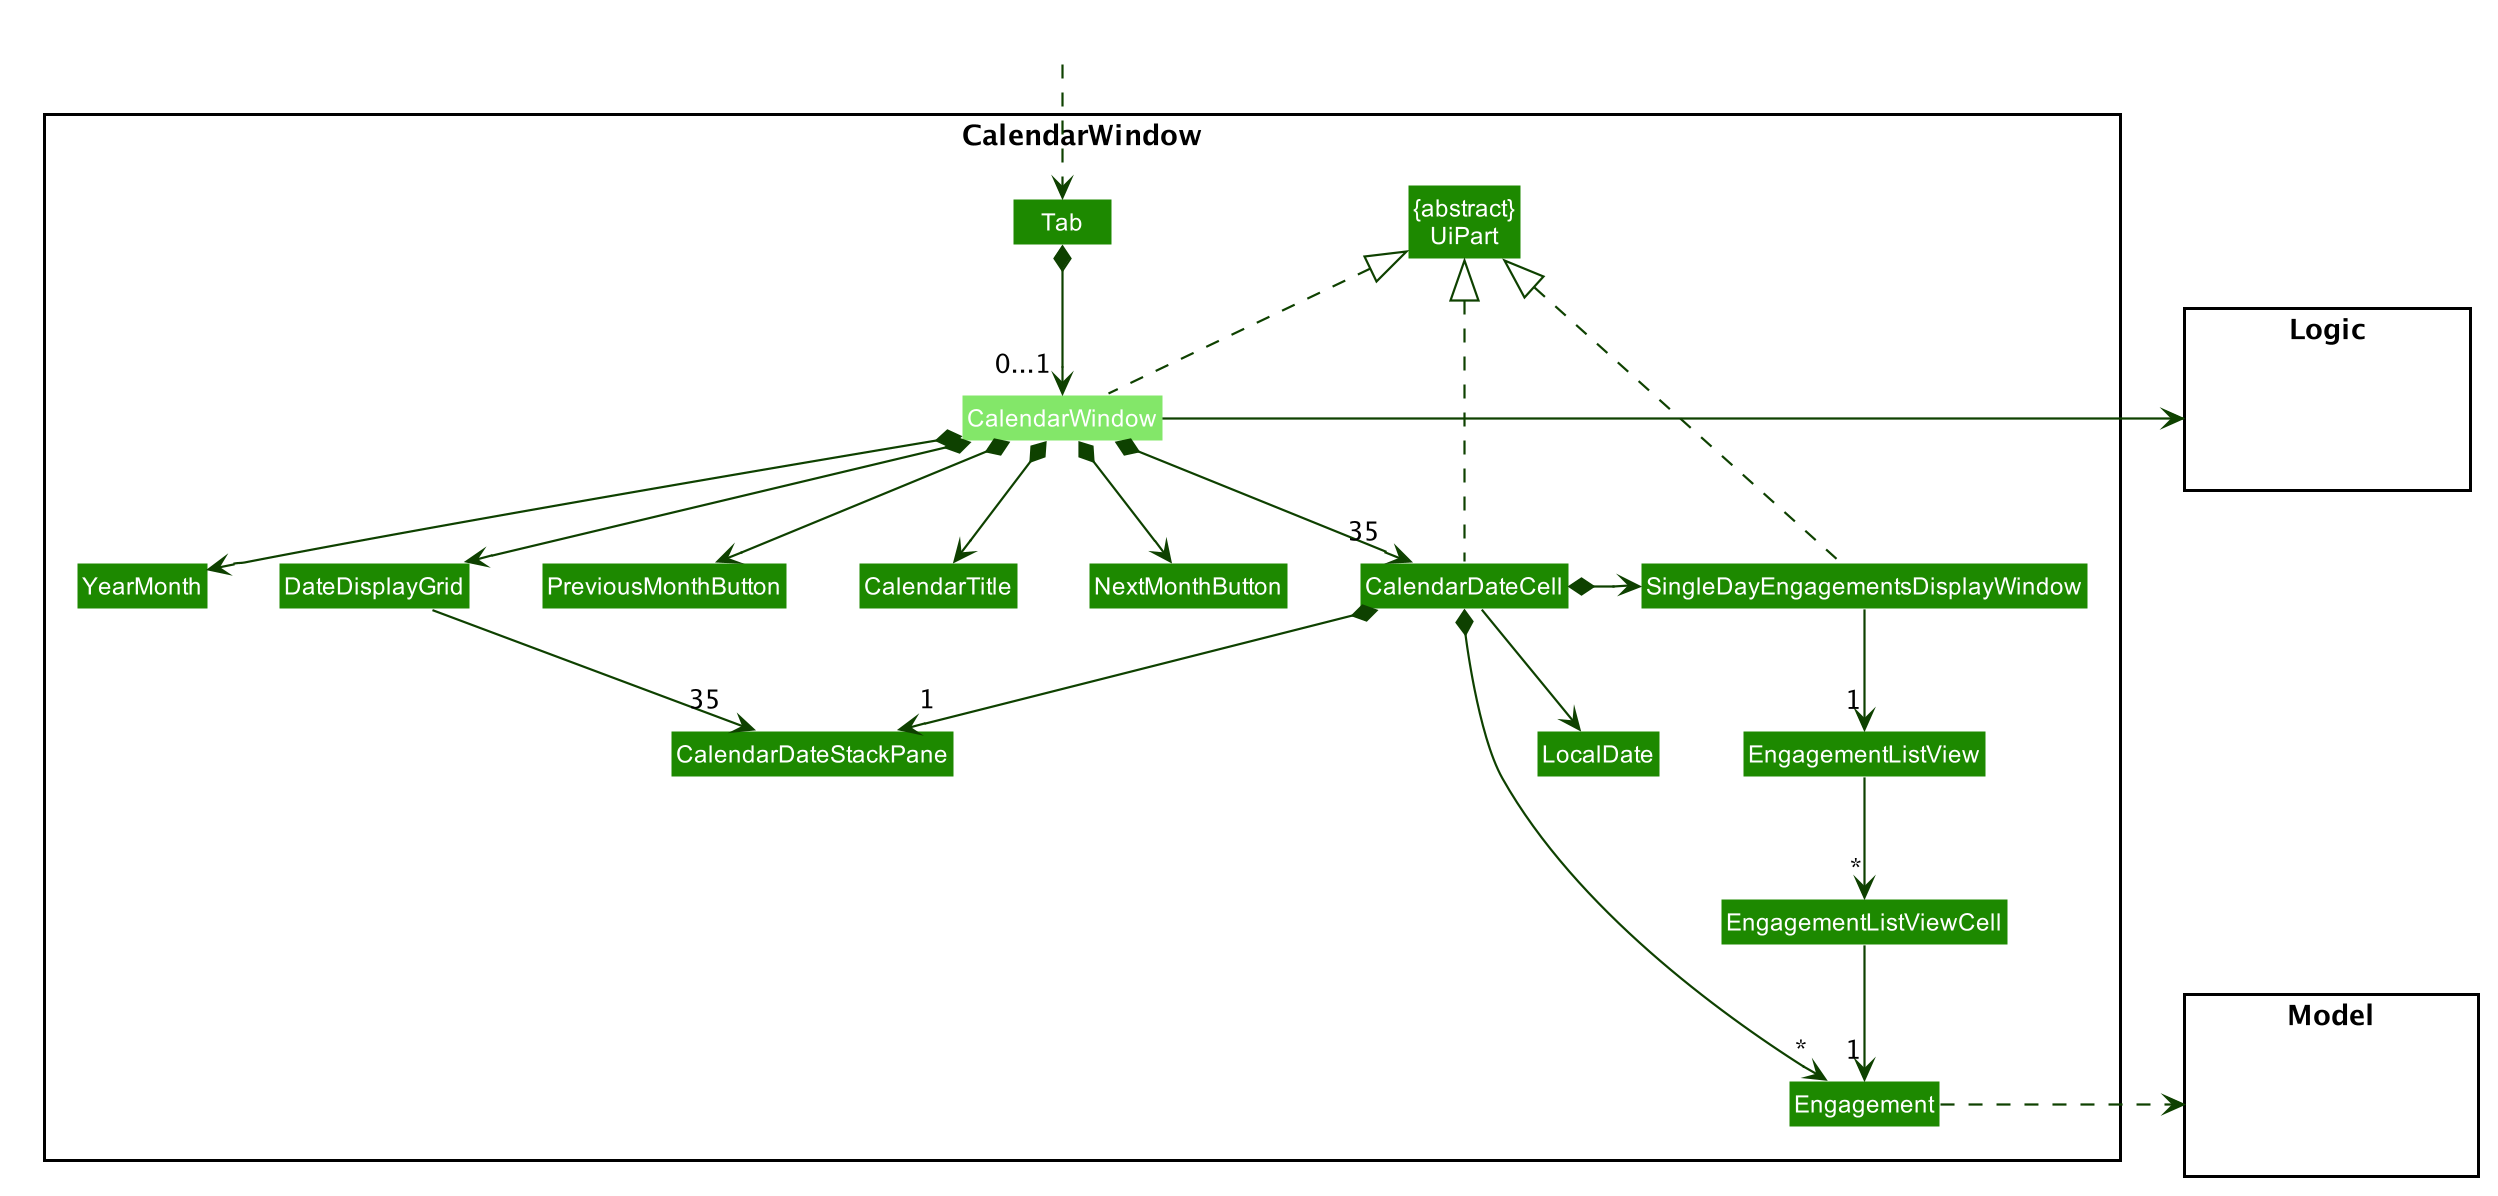 CalendarWindow
Tab
{abstract}
UiPart
Logic
0...1
CalendarWindow
35
YearMonth
DateDisplayGrid
PreviousMonthButton
CalendarTitle
NextMonthButton
CalendarDateCell
SingleDayEngagementsDisplayWindow
35
1
1
CalendarDateStackPane
LocalDate
EngagementListView
*
EngagementListViewCell
Model
*
1
Engagement